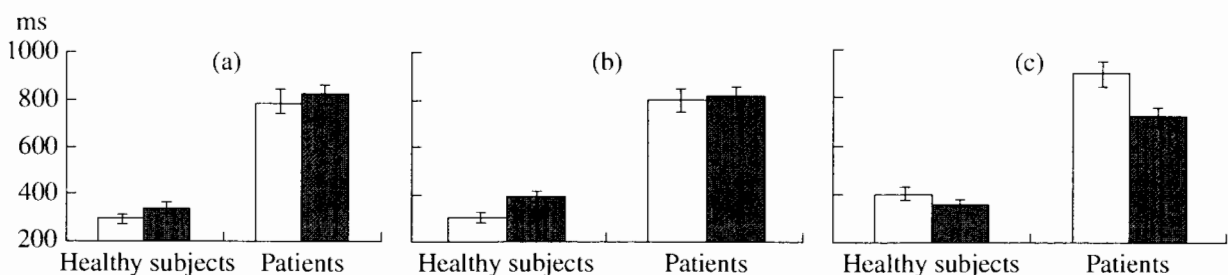 ms
1000
(a)
(b)
(c)
800
600
400
200
Healthy subjects Patients
Healthy subjects Patients
Healthy subjects Patients